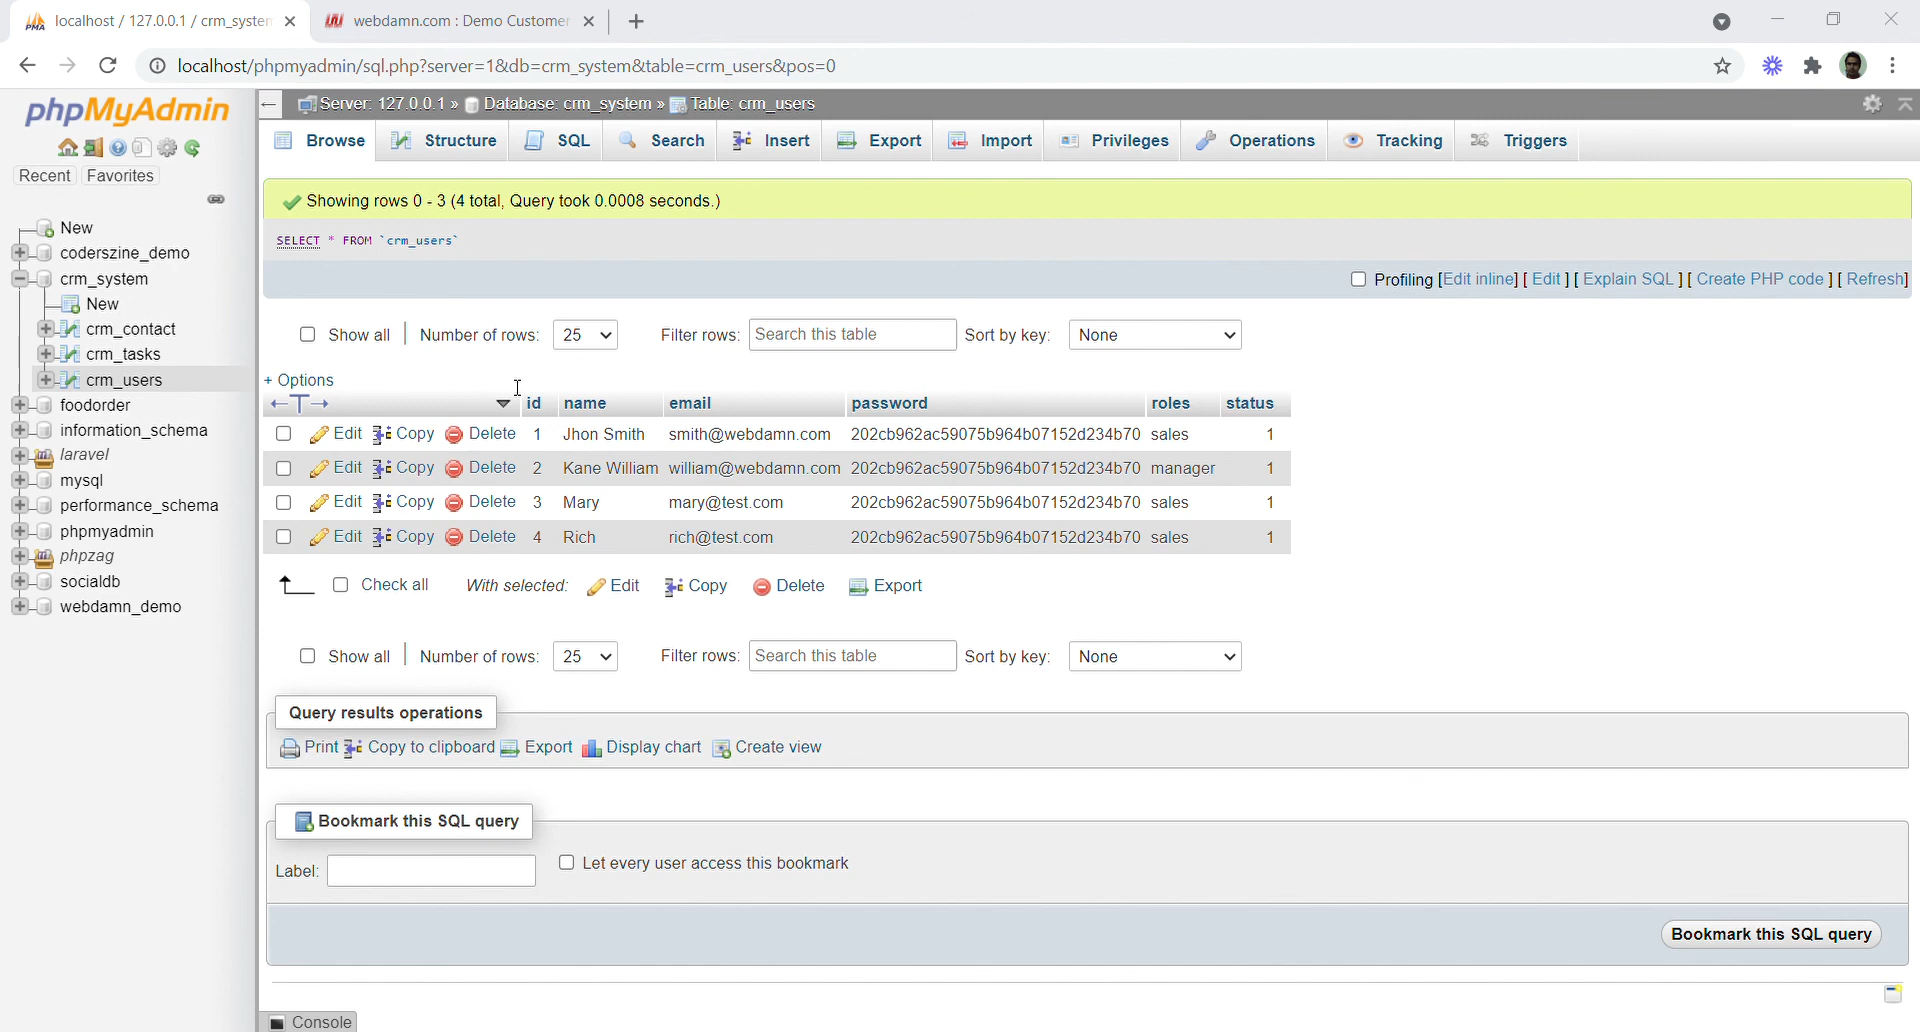 localhost / 127.0.0.1 / crm_system
webdamn.com : Demo Customer
localhost/phpmyadmin/sql.php?server=1&db=crm_system&table=crm_users&pos=0
phpMyAdmin
Recent Favorites
New
coderszine_demo
crm_system
New
crm_contact
crm_tasks
crm_users
foodorder
information_schema
laravel
mysql
performance_schema
phpmyadmin
phpzag
socialdb
webdamn_demo
Server: 127.0.0.1 » Database: crm_system » Table: crm_users
Browse Structure SQL Search Insert Export Import Privileges Operations Tracking Triggers
Showing rows 0 - 3 (4 total, Query took 0.0008 seconds.)
SELECT * FROM `crm_users`
Profiling [Edit inline] [ Edit ] [ Explain SQL ] [ Create PHP code ] [ Refresh]
Show all Number of rows: 25 Filter rows: Search this table Sort by key: None
+ Options
←T→ id name email password roles status
Edit Copy Delete 1 Jhon Smith smith@webdamn.com 202cb962ac59075b964b07152d234b70 sales 1
Edit Copy Delete 2 Kane William william@webdamn.com 202cb962ac59075b964b07152d234b70 manager 1
Edit Copy Delete 3 Mary mary@test.com 202cb962ac59075b964b07152d234b70 sales 1
Edit Copy Delete 4 Rich rich@test.com 202cb962ac59075b964b07152d234b70 sales 1
Check all With selected: Edit Copy Delete Export
Show all Number of rows: 25 Filter rows: Search this table Sort by key: None
Query results operations
Print Copy to clipboard Export Display chart Create view
Bookmark this SQL query
Label: Let every user access this bookmark
Bookmark this SQL query
Console